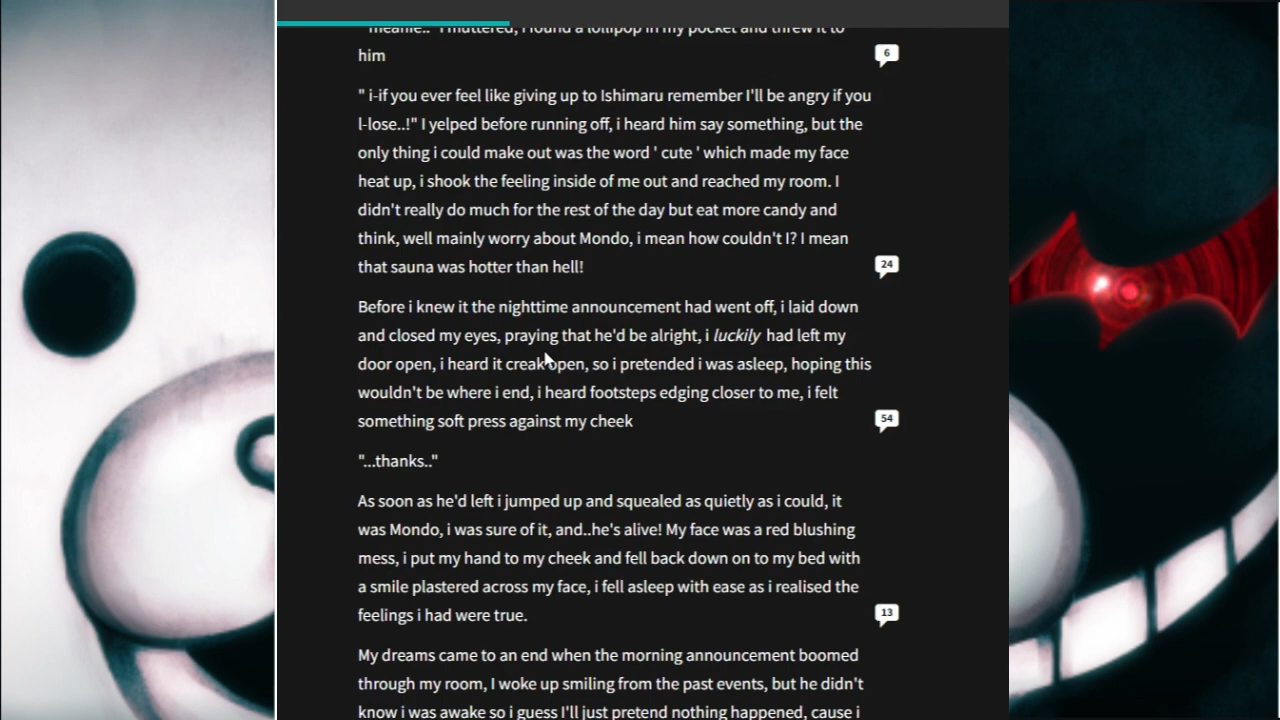 " meanie.." I muttered, I found a lollipop in my pocket and threw it to
him
6
" i-if you ever feel like giving up to Ishimaru remember I'll be angry if you
l-lose..!" I yelped before running off, i heard him say something, but the
only thing i could make out was the word ' cute ' which made my face
heat up, i shook the feeling inside of me out and reached my room. I
didn't really do much for the rest of the day but eat more candy and
think, well mainly worry about Mondo, i mean how couldn't I? I mean
that sauna was hotter than hell!
24
Before i knew it the nighttime announcement had went off, i laid down
and closed my eyes, praying that he'd be alright, i luckily had left my
door open, i heard it creak open, so i pretended i was asleep, hoping this
wouldn't be where i end, i heard footsteps edging closer to me, i felt
something soft press against my cheek
54
"...thanks.."
As soon as he'd left i jumped up and squealed as quietly as i could, it
was Mondo, i was sure of it, and..he's alive! My face was a red blushing
mess, i put my hand to my cheek and fell back down on to my bed with
a smile plastered across my face, i fell asleep with ease as i realised the
feelings i had were true.
13
My dreams came to an end when the morning announcement boomed
through my room, I woke up smiling from the past events, but he didn't
know i was awake so i guess I'll just pretend nothing happened, cause i